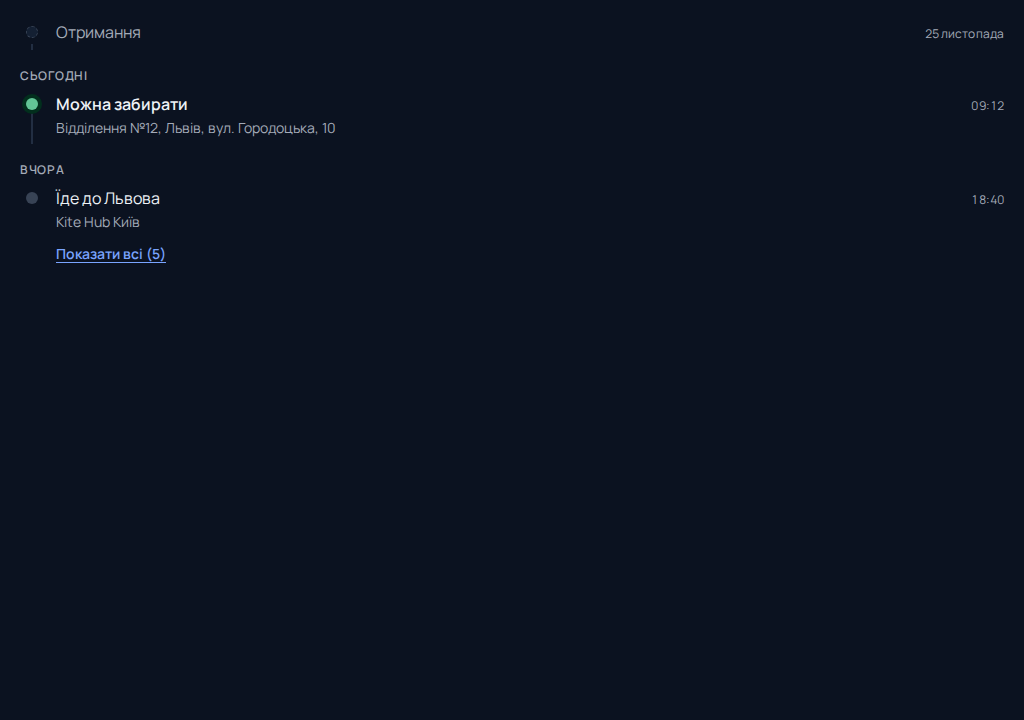 Отримання 25 листопада
СЬОГОДНІ
Можна забирати 09:12
Відділення №12, Львів, вул. Городоцька, 10
ВЧОРА
Їде до Львова 18:40
Kite Hub Київ
Показати всі (5)